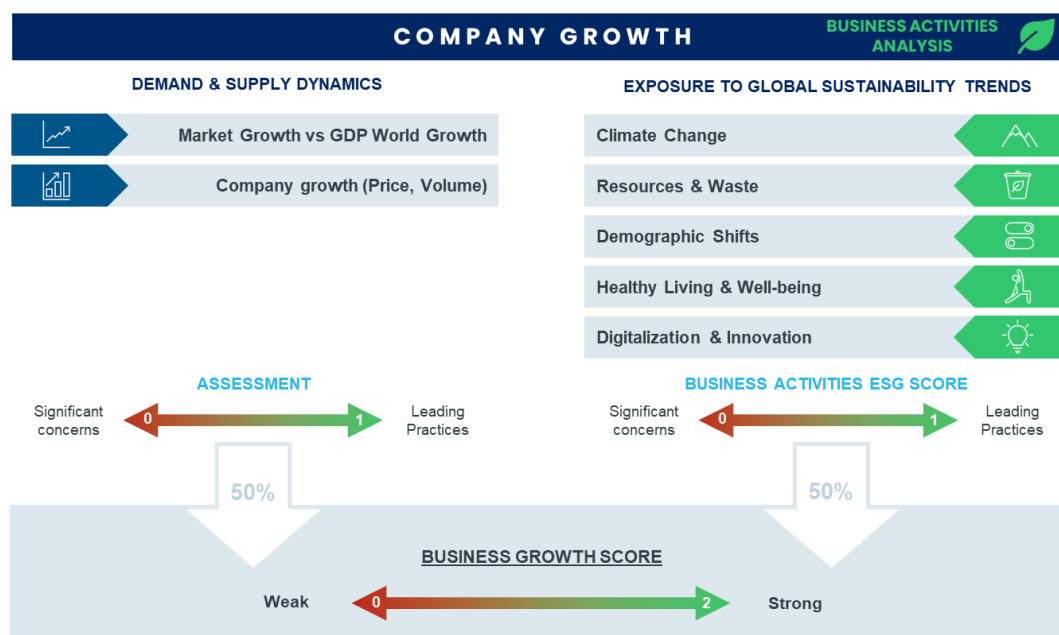 COMPANY GROWTH
BUSINESS ACTIVITIES
ANALYSIS
DEMAND & SUPPLY DYNAMICS
Market Growth vs GDP World Growth
Company growth (Price, Volume)
EXPOSURE TO GLOBAL SUSTAINABILITY TRENDS
Climate Change
Resources & Waste
Demographic Shifts
Healthy Living & Well-being
Digitalization & Innovation
ASSESSMENT
Significant
concerns
0
1
Leading
Practices
50%
BUSINESS ACTIVITIES ESG SCORE
Significant
concerns
0
1
Leading
Practices
50%
BUSINESS GROWTH SCORE
Weak
0
2
Strong